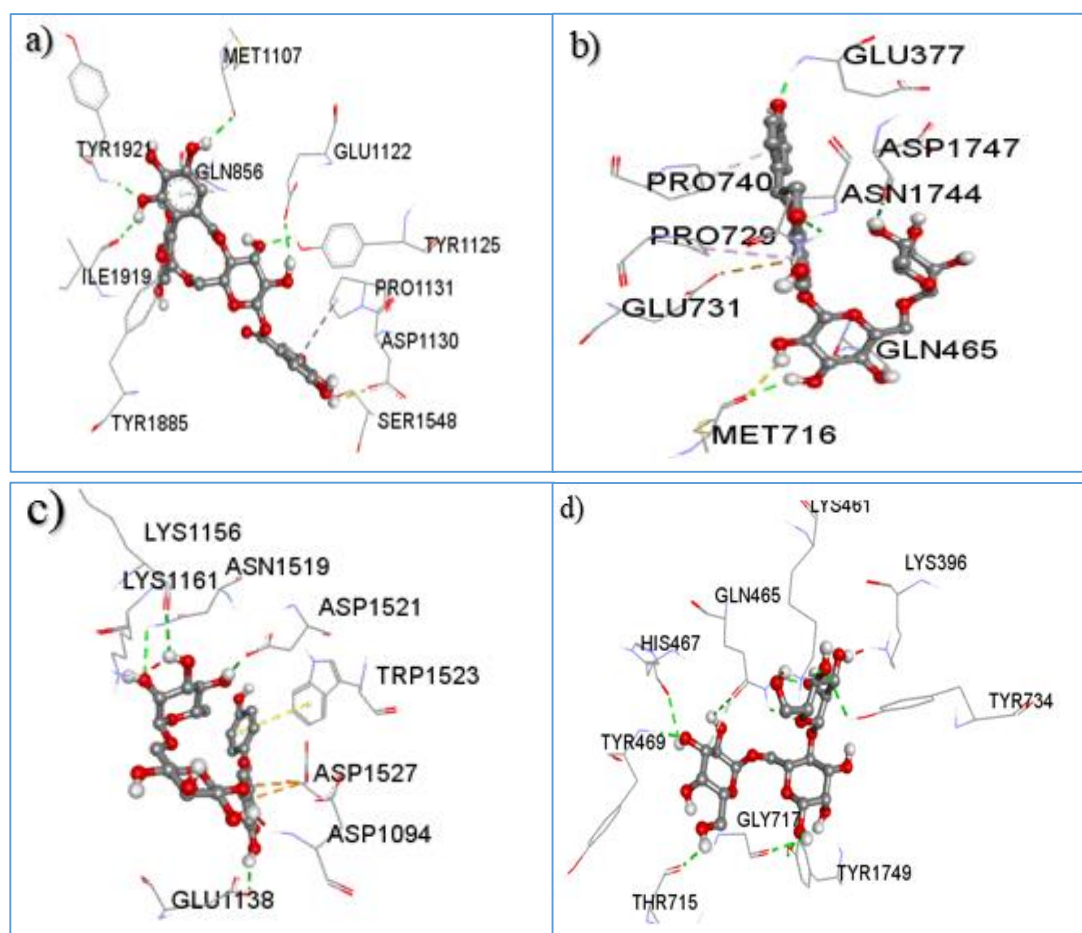 a)
MET1107
TYR1921
GLN856
GLU1122
TYR1125
ILE1919
PRO1131
ASP1130
TYR1885
SER1548
b)
GLU377
ASP1747
PRO740
ASN1744
PRO729
GLU731
GLN465
MET716
c)
LYS1156
ASN1519
LYS1161
ASP1521
TRP1523
ASP1527
ASP1094
GLU1138
d)
LYS461
LYS396
GLN465
HIS467
TYR734
TYR469
GLY717
TYR1749
THR715